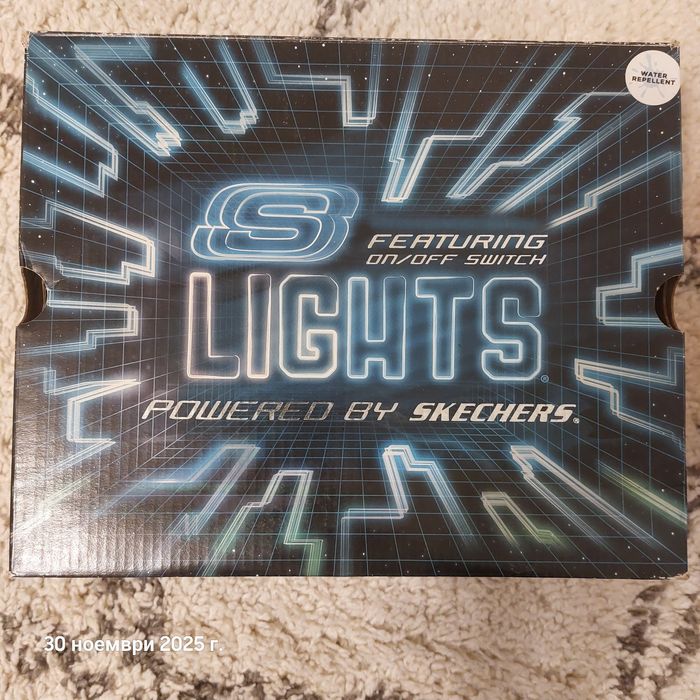 WATER
REPELLENT
S
FEATURING
ON/OFF SWITCH
LIGHTS®
POWERED BY SKECHERS®
30 ноември 2025 г.